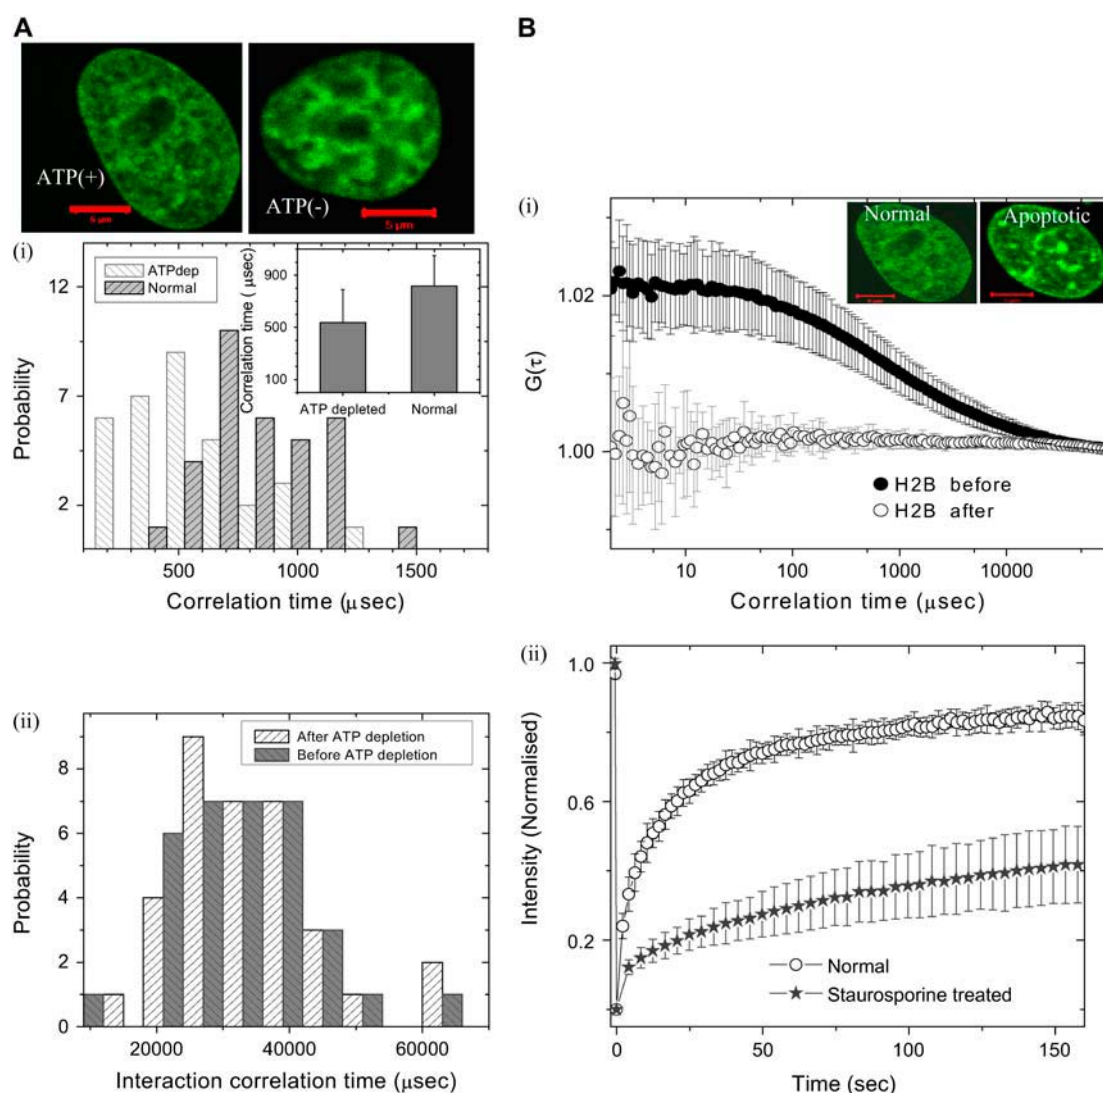 A
ATP(+)
5 μm
ATP(-)
5 μm
(i)
ATPdep
Normal
12
7
2
Probability
500
1000
1500
Correlation time (μsec)
900
500
100
Correlation time ( μsec)
ATP depleted
Normal
(ii)
After ATP depletion
Before ATP depletion
8
6
4
2
0
Probability
20000
40000
60000
Interaction correlation time (μsec)
B
(i)
Normal
Apoptotic
1.02
1.00
G(τ)
H2B before
H2B after
10
100
1000
10000
Correlation time (μsec)
(ii)
1.0
0.6
0.2
Intensity (Normalised)
Normal
Staurosporine treated
0
50
100
150
Time (sec)